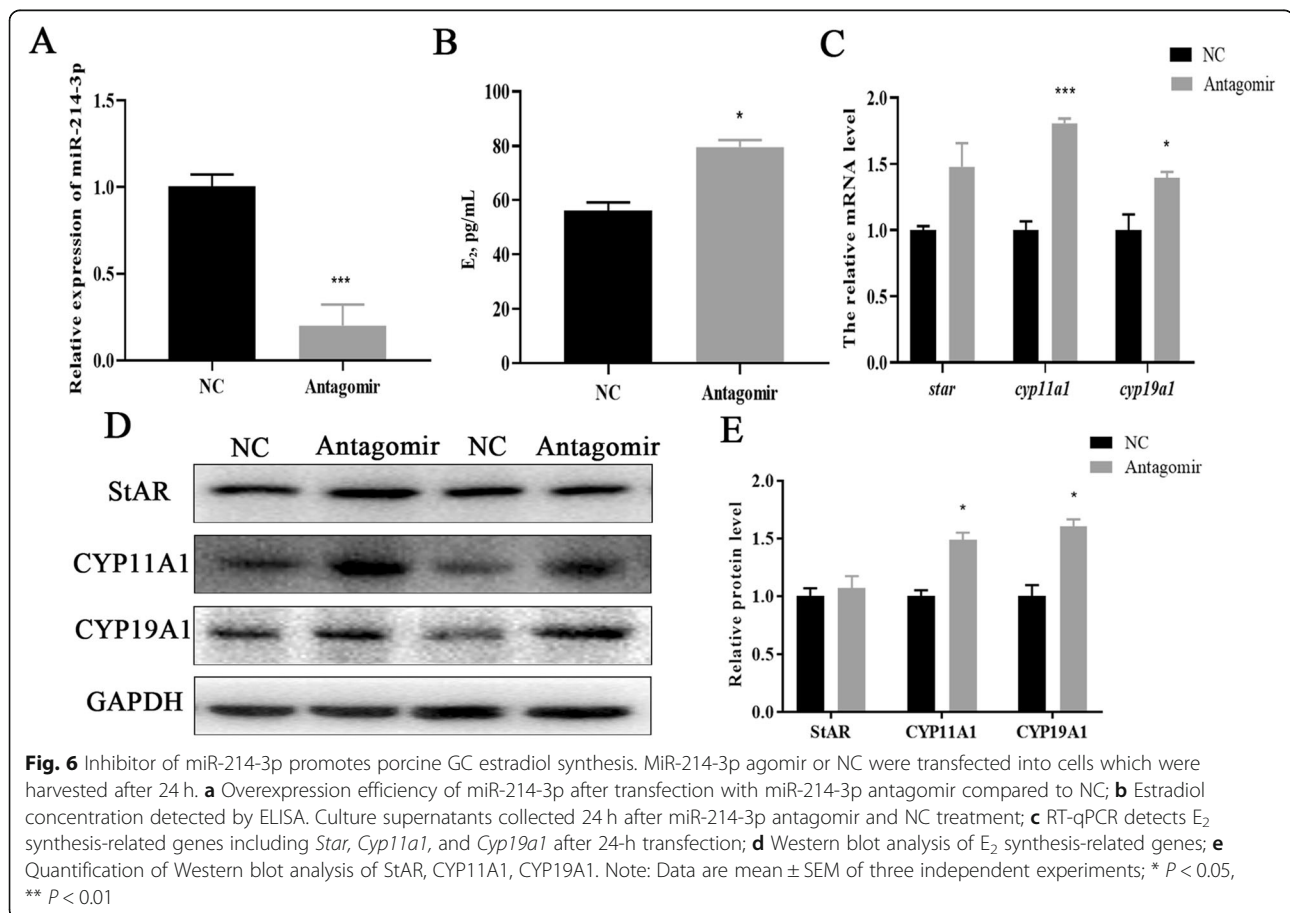 A
Relative expression of miR-214-3p
1.5
1.0
0.5
0.0
***
NC
Antagomir
B
E₂, pg/mL
100
80
60
40
20
0
*
NC
Antagomir
C
NC
Antagomir
The relative mRNA level
2.0
1.5
1.0
0.5
0.0
***
*
star
cyp11a1
cyp19a1
D
NC Antagomir NC Antagomir
StAR
CYP11A1
CYP19A1
GAPDH
E
NC
Antagomir
Relative protein level
2.0
1.5
1.0
0.5
0.0
*
*
StAR
CYP11A1
CYP19A1
Fig. 6 Inhibitor of miR-214-3p promotes porcine GC estradiol synthesis. MiR-214-3p agomir or NC were transfected into cells which were
harvested after 24 h. a Overexpression efficiency of miR-214-3p after transfection with miR-214-3p antagomir compared to NC; b Estradiol
concentration detected by ELISA. Culture supernatants collected 24 h after miR-214-3p antagomir and NC treatment; c RT-qPCR detects E₂
synthesis-related genes including Star, Cyp11a1, and Cyp19a1 after 24-h transfection; d Western blot analysis of E₂ synthesis-related genes; e
Quantification of Western blot analysis of StAR, CYP11A1, CYP19A1. Note: Data are mean ± SEM of three independent experiments; * P < 0.05,
** P < 0.01